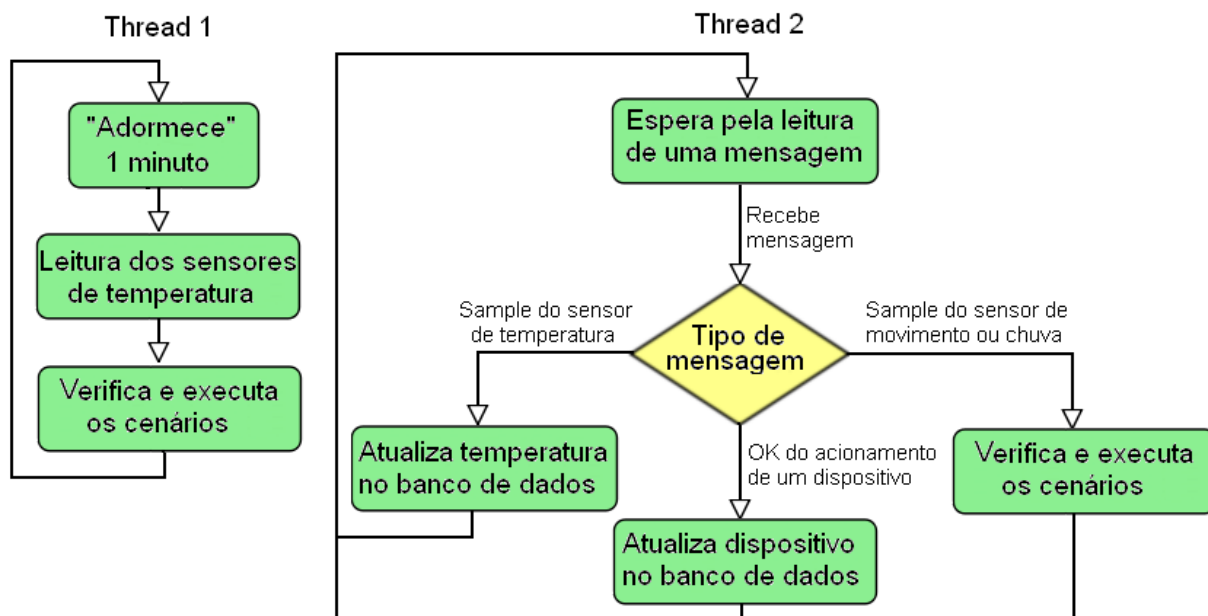 Thread 1
"Adormece"
1 minuto
Leitura dos sensores
de temperatura
Verifica e executa
os cenários
Thread 2
Espera pela leitura
de uma mensagem
Recebe
mensagem
Tipo de
mensagem
Sample do sensor
de temperatura
Sample do sensor de
movimento ou chuva
Atualiza temperatura
no banco de dados
OK do acionamento
de um dispositivo
Verifica e executa
os cenários
Atualiza dispositivo
no banco de dados